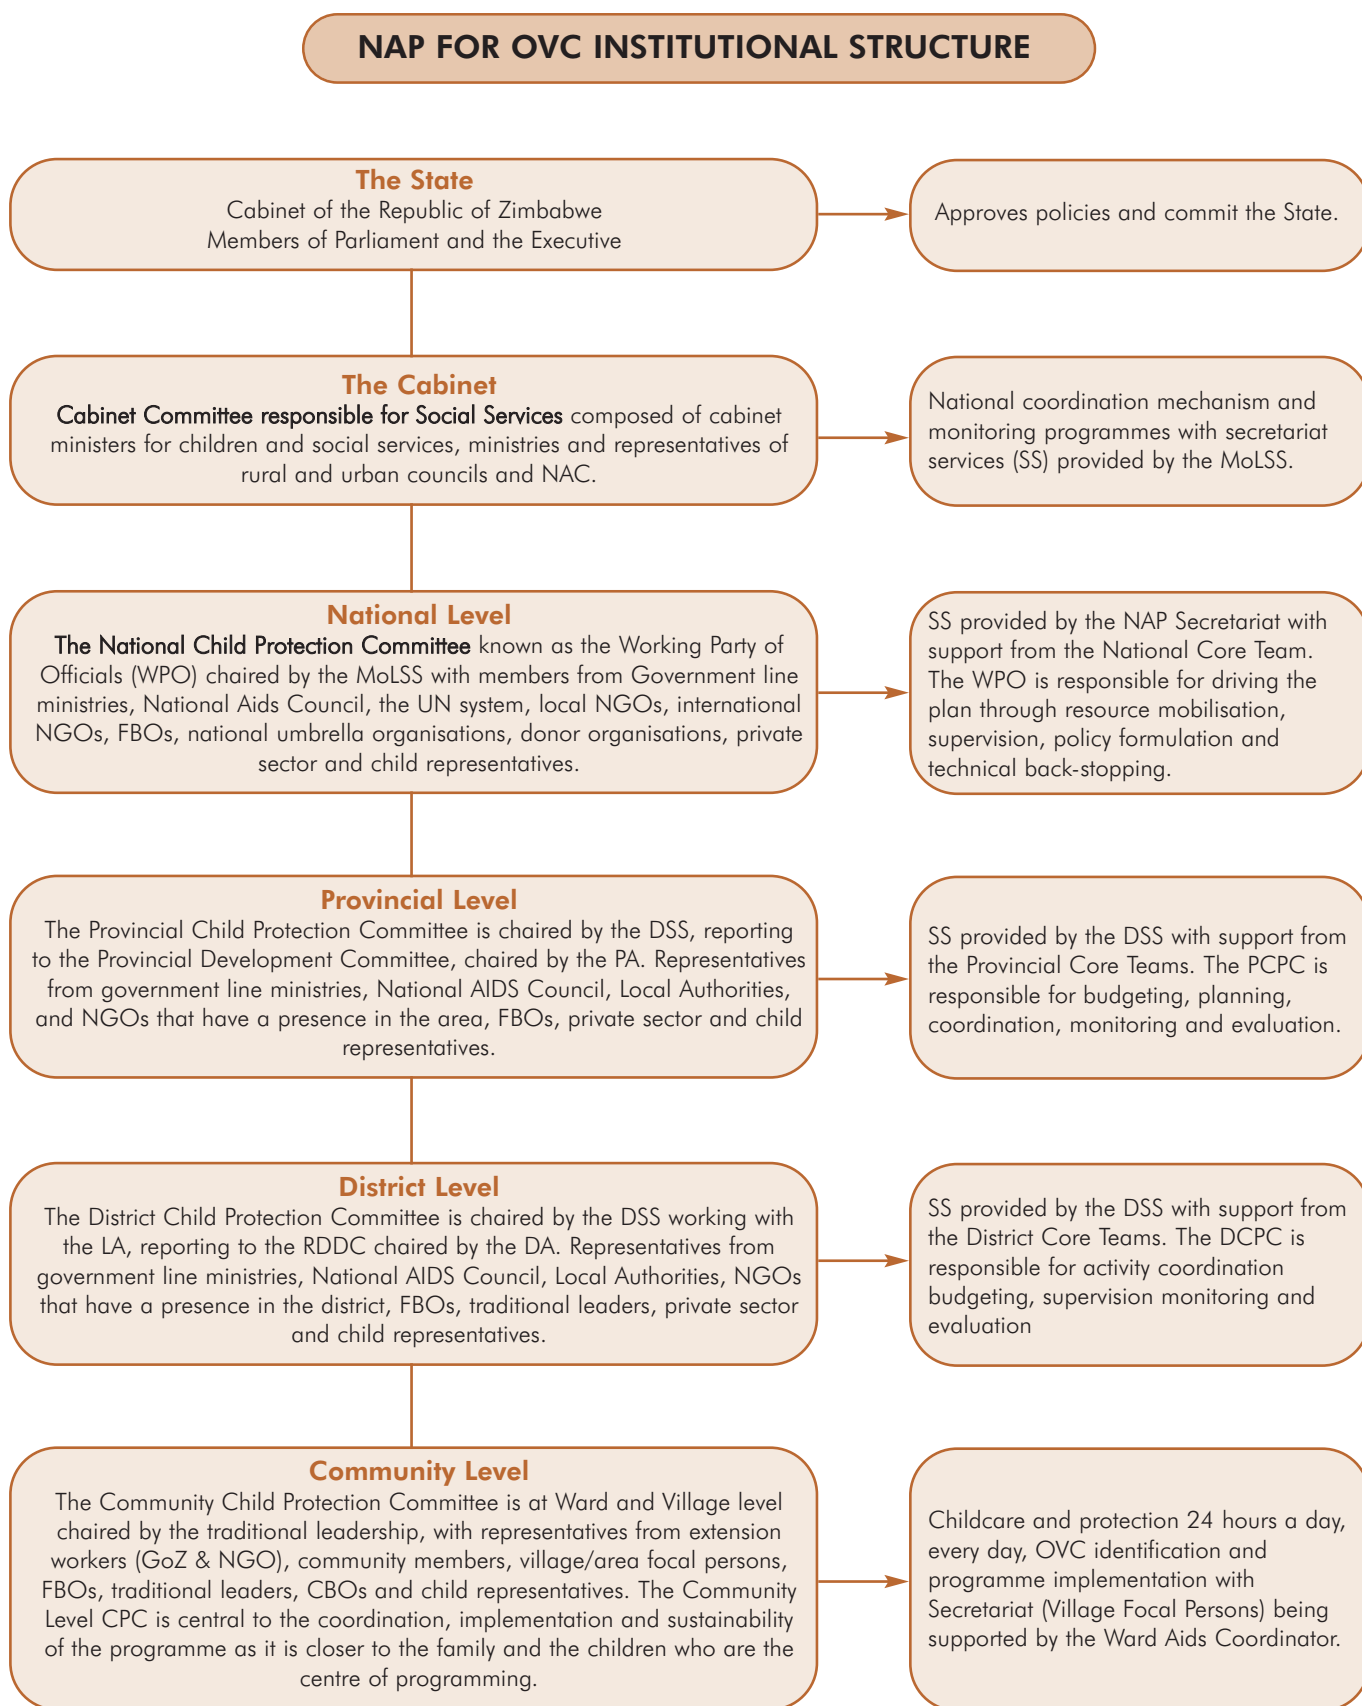 NAP FOR OVC INSTITUTIONAL STRUCTURE
The State
Cabinet of the Republic of Zimbabwe
Members of Parliament and the Executive
Approves policies and commit the State.
The Cabinet
Cabinet Committee responsible for Social Services composed of cabinet
ministers for children and social services, ministries and representatives of
rural and urban councils and NAC.
National coordination mechanism and
monitoring programmes with secretariat
services (SS) provided by the MoLSS.
National Level
The National Child Protection Committee known as the Working Party of
Officials (WPO) chaired by the MoLSS with members from Government line
ministries, National Aids Council, the UN system, local NGOs, international
NGOs, FBOs, national umbrella organisations, donor organisations, private
sector and child representatives.
SS provided by the NAP Secretariat with
support from the National Core Team.
The WPO is responsible for driving the
plan through resource mobilisation,
supervision, policy formulation and
technical back-stopping.
Provincial Level
The Provincial Child Protection Committee is chaired by the DSS, reporting
to the Provincial Development Committee, chaired by the PA. Representatives
from government line ministries, National AIDS Council, Local Authorities,
and NGOs that have a presence in the area, FBOs, private sector and child
representatives.
SS provided by the DSS with support from
the Provincial Core Teams. The PCPC is
responsible for budgeting, planning,
coordination, monitoring and evaluation.
District Level
The District Child Protection Committee is chaired by the DSS working with
the LA, reporting to the RDDC chaired by the DA. Representatives from
government line ministries, National AIDS Council, Local Authorities, NGOs
that have a presence in the district, FBOs, traditional leaders, private sector
and child representatives.
SS provided by the DSS with support from
the District Core Teams. The DCPC is
responsible for activity coordination
budgeting, supervision monitoring and
evaluation
Community Level
The Community Child Protection Committee is at Ward and Village level
chaired by the traditional leadership, with representatives from extension
workers (GoZ & NGO), community members, village/area focal persons,
FBOs, traditional leaders, CBOs and child representatives. The Community
Level CPC is central to the coordination, implementation and sustainability
of the programme as it is closer to the family and the children who are the
centre of programming.
Childcare and protection 24 hours a day,
every day, OVC identification and
programme implementation with
Secretariat (Village Focal Persons) being
supported by the Ward Aids Coordinator.